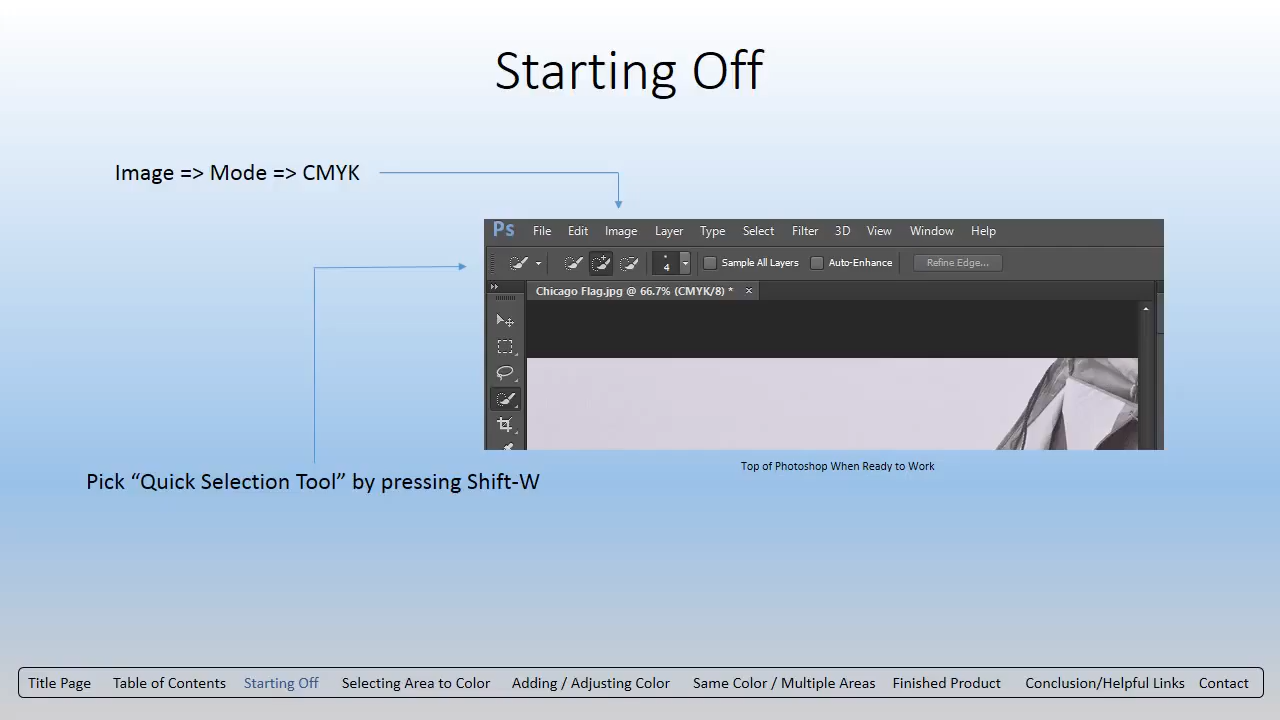 Starting Off
Image => Mode => CMYK
Ps File Edit Image Layer Type Select Filter 3D View Window Help
4 Sample All Layers Auto-Enhance Refine Edge...
Chicago Flag.jpg @ 66.7% (CMYK/8) * ×
Top of Photoshop When Ready to Work
Pick “Quick Selection Tool” by pressing Shift-W
Title Page Table of Contents Starting Off Selecting Area to Color Adding / Adjusting Color Same Color / Multiple Areas Finished Product Conclusion/Helpful Links Contact